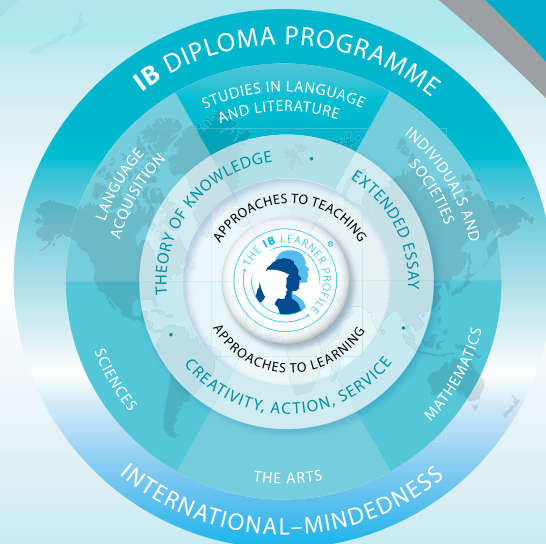 IB DIPLOMA PROGRAMME
STUDIES IN LANGUAGE
AND LITERATURE
LANGUAGE
ACQUISITION
INDIVIDUALS AND
SOCIETIES
THEORY OF KNOWLEDGE
EXTENDED ESSAY
APPROACHES TO TEACHING
• THE IB LEARNER PROFILE •
®
APPROACHES TO LEARNING
CREATIVITY, ACTION, SERVICE
SCIENCES
MATHEMATICS
THE ARTS
INTERNATIONAL–MINDEDNESS